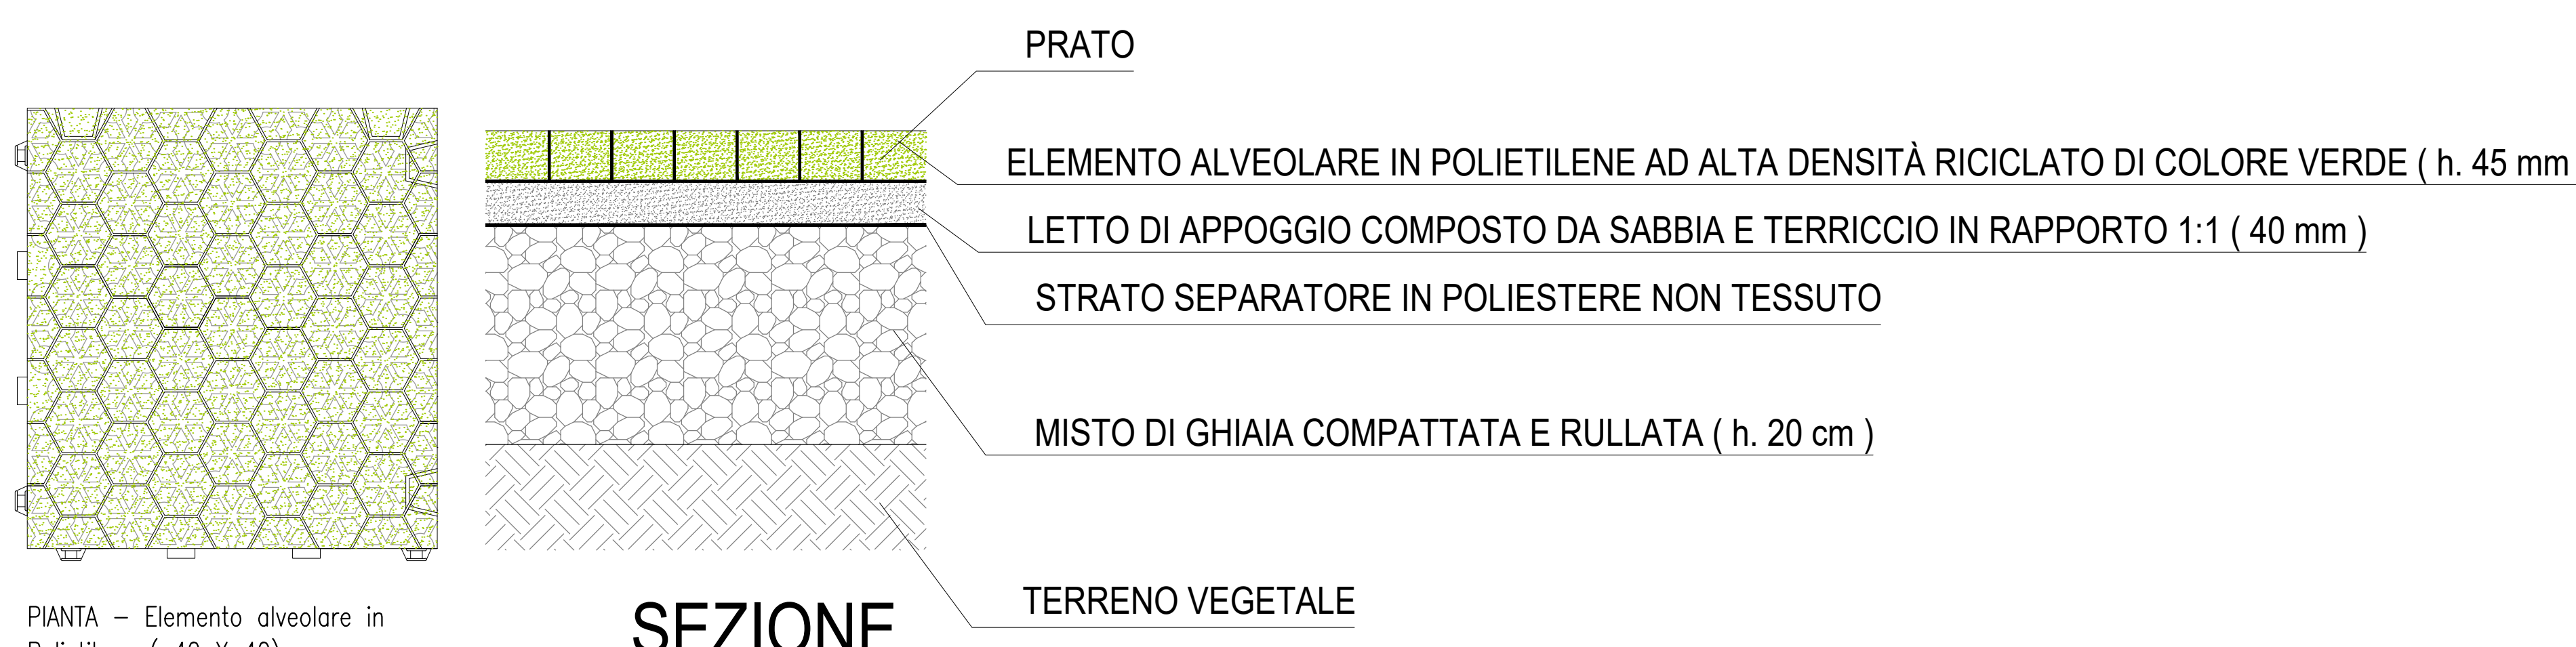 PRATO
ELEMENTO ALVEOLARE IN POLIETILENE AD ALTA DENSITÀ RICICLATO DI COLORE VERDE ( h. 45 mm
LETTO DI APPOGGIO COMPOSTO DA SABBIA E TERRICCIO IN RAPPORTO 1:1 ( 40 mm )
STRATO SEPARATORE IN POLIESTERE NON TESSUTO
MISTO DI GHIAIA COMPATTATA E RULLATA ( h. 20 cm )
TERRENO VEGETALE
SEZIONE
PIANTA – Elemento alveolare in